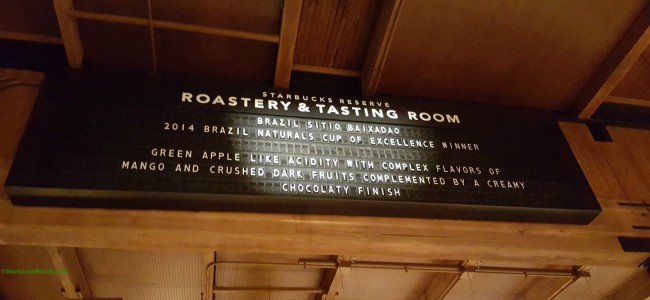 STARBUCKS RESERVE
ROASTERY & TASTING ROOM
BRAZIL SITIO BAIXADAO
2014 BRAZIL NATURALS CUP OF EXCELLENCE WINNER
GREEN APPLE LIKE ACIDITY WITH COMPLEX FLAVORS OF
MANGO AND CRUSHED DARK FRUITS COMPLEMENTED BY A CREAMY
CHOCOLATY FINISH